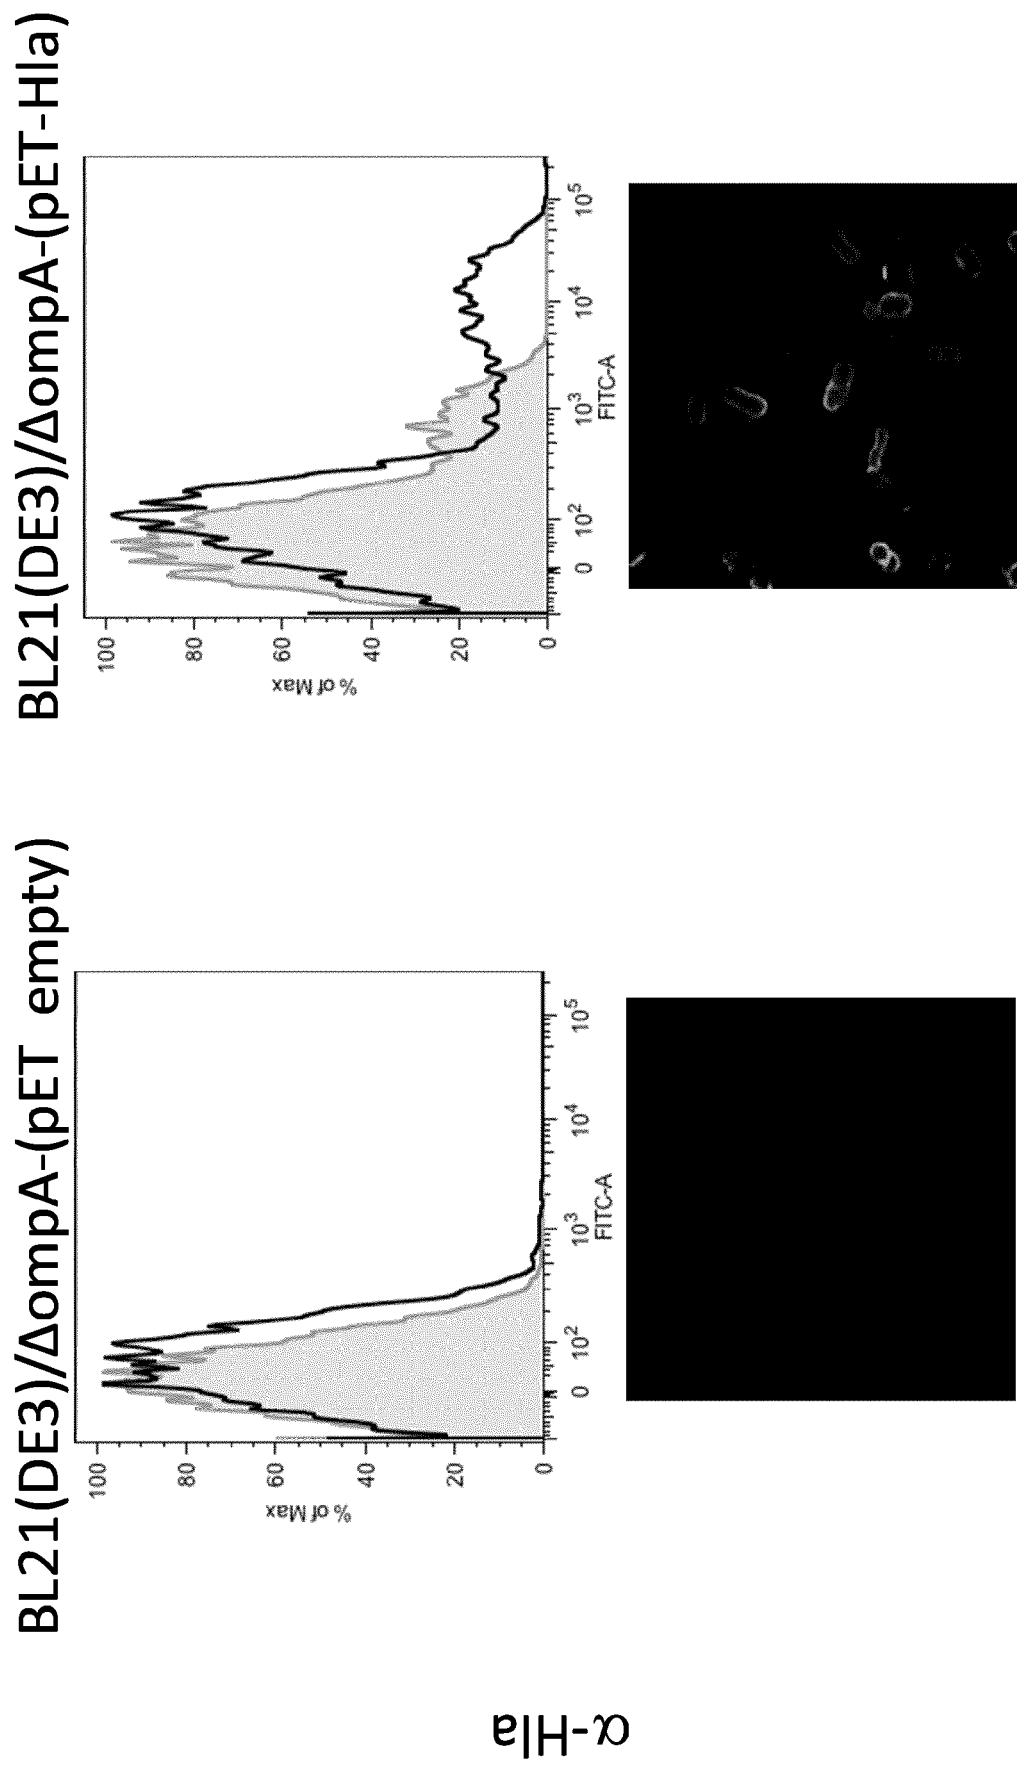 BL21(DE3)/ΔompA-(pET empty)
BL21(DE3)/ΔompA-(pET-Hla)
α-Hla
100
80
60
40
20
0
% of Max
0 10² 10³ 10⁴ 10⁵
FITC-A
100
80
60
40
20
0
% of Max
0 10² 10³ 10⁴ 10⁵
FITC-A